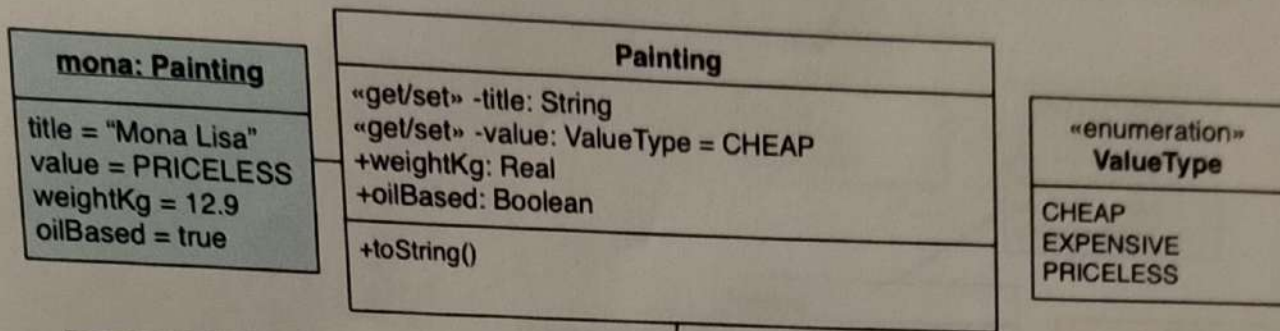 mona: Painting
title = “Mona Lisa”
value = PRICELESS
weightKg = 12.9
oilBased = true
Painting
«get/set» -title: String
«get/set» -value: ValueType = CHEAP
+weightKg: Real
+oilBased: Boolean
+toString()
«enumeration»
ValueType
CHEAP
EXPENSIVE
PRICELESS